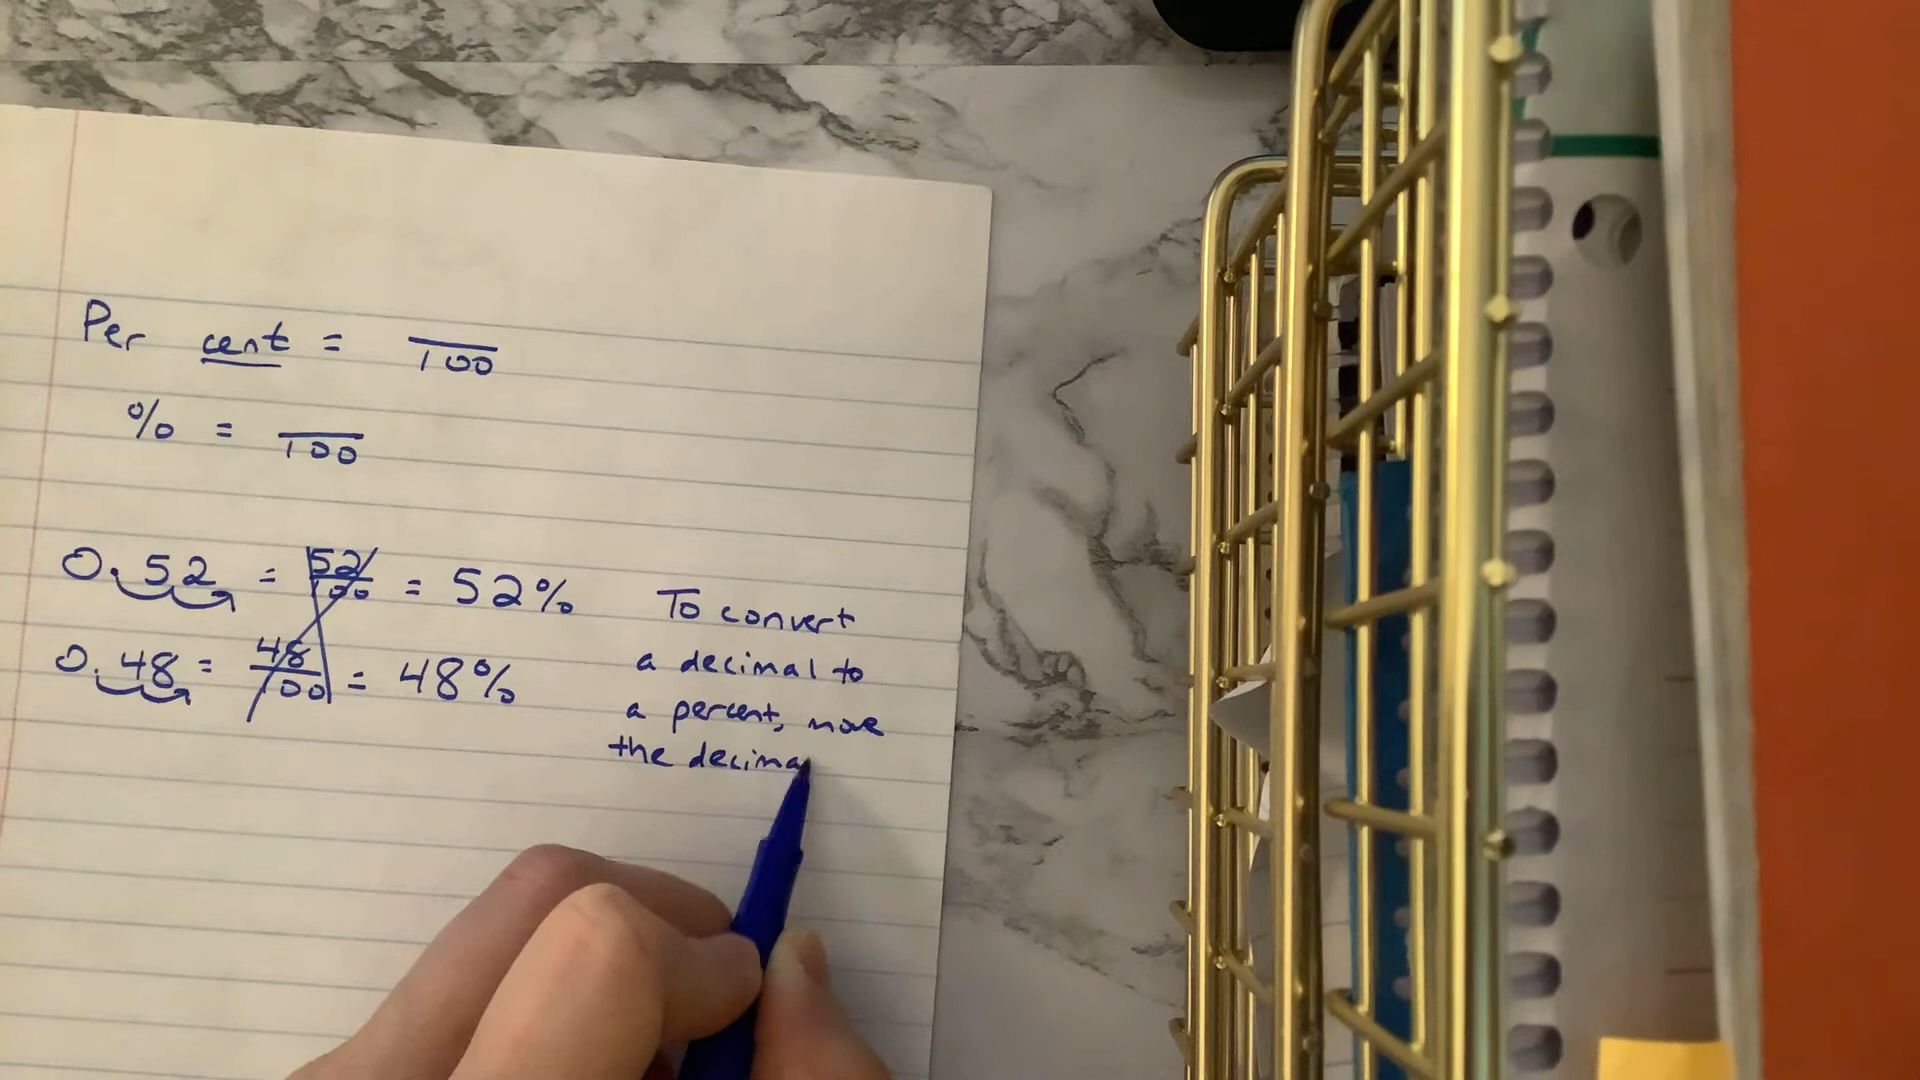 Per cent = /100
% = /100
0.52 = 52/100 = 52%
0.48 = 48/100 = 48%
To convert
a decimal to
a percent, move
the decima